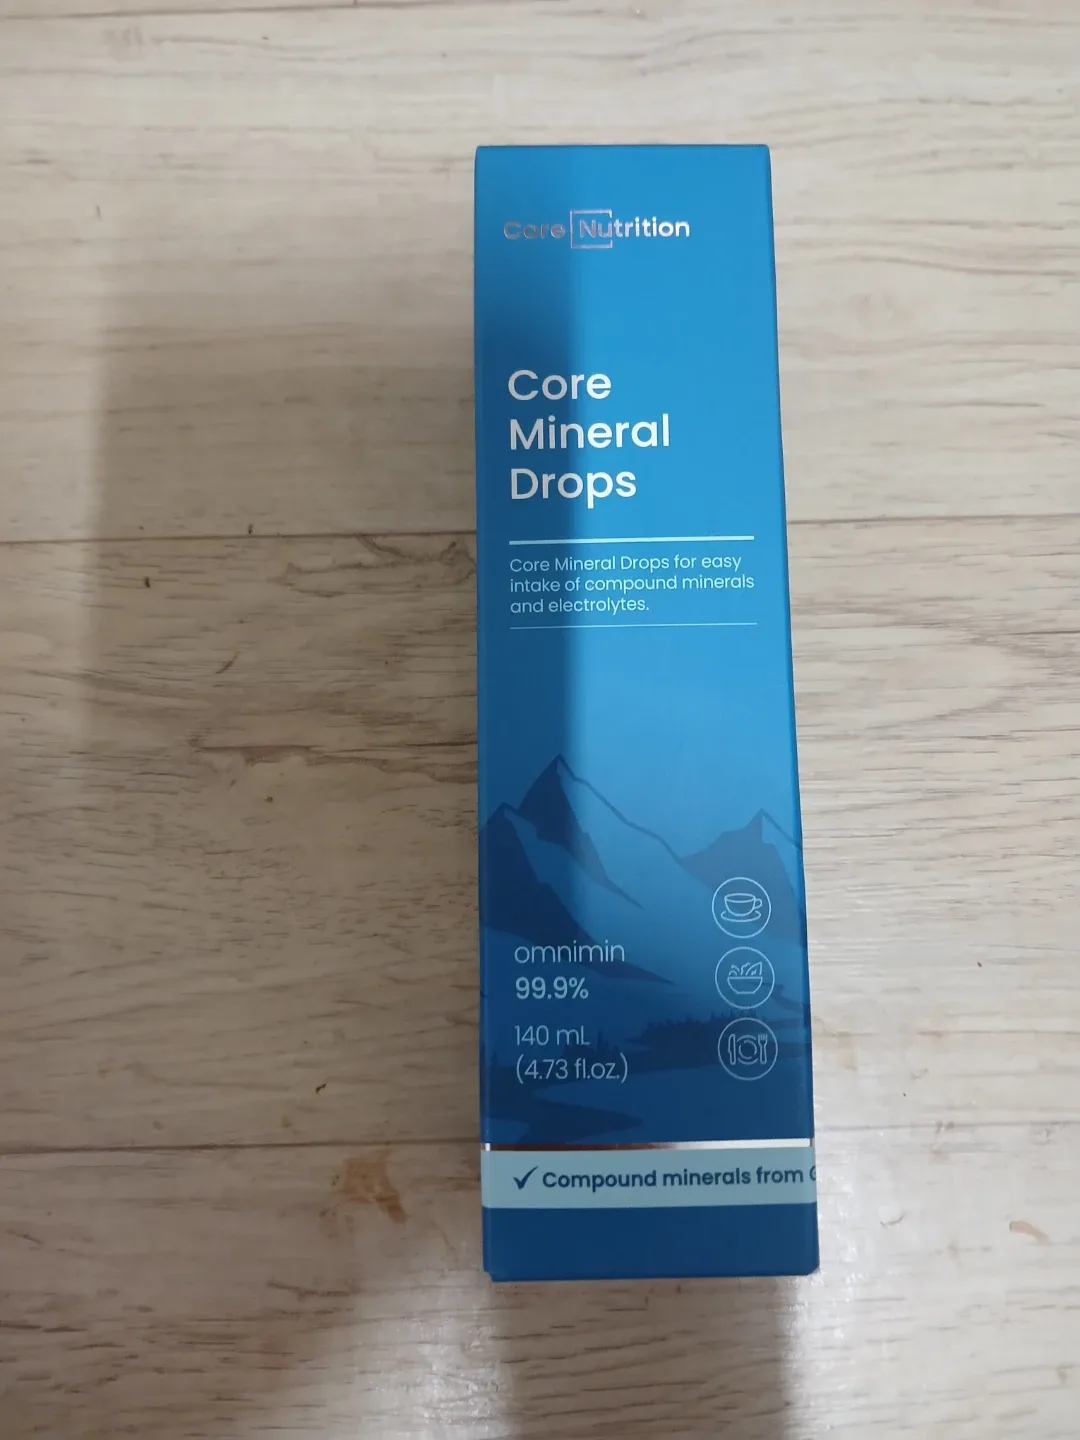 Core Nutrition
Core
Mineral
Drops
Core Mineral Drops for easy
intake of compound minerals
and electrolytes.
omnimin
99.9%
140 mL
(4.73 fl.oz.)
✓ Compound minerals from